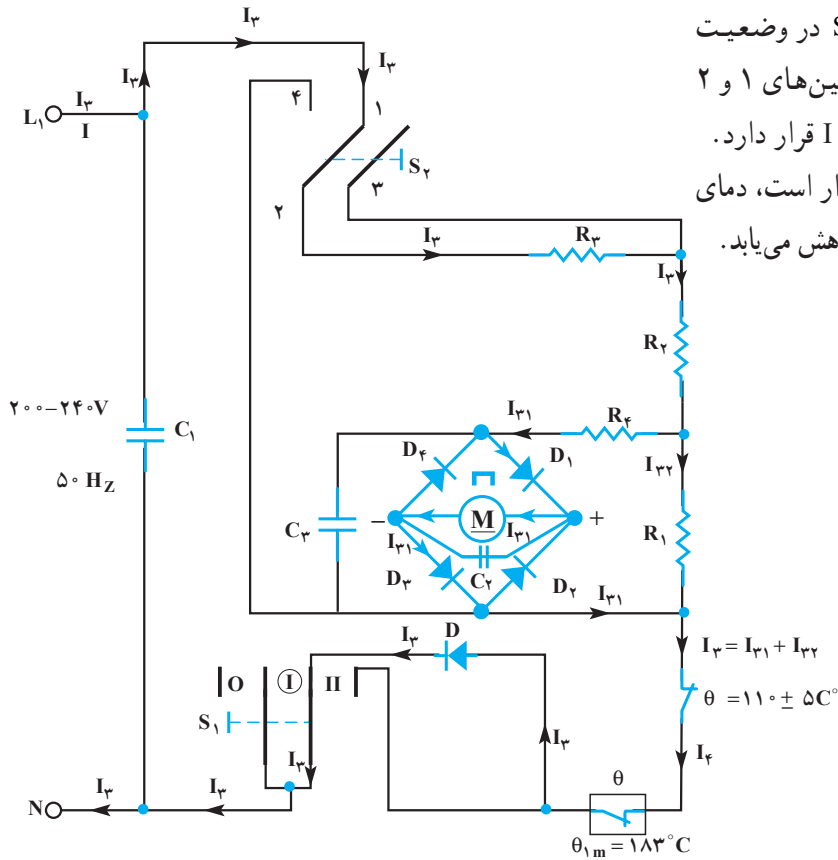 S در وضعیت
ین‌های ۱ و ۲
I قرار دارد.
ار است، دمای
هش می‌یابد.
I۳
I۳
I۳
I۳
L۱
I
۴
۱
S۲
۲
۳
I۳
R۳
I۳
R۲
۲۰۰-۲۴۰V
C۱
۵۰ HZ
I۳۱
R۴
D۴
D۱
I۳۲
C۳
–
M
+
I۳۱
I۳۱
R۱
D۳
C۲
D۲
I۳۱
I۳ = I۳۱ + I۳۲
I۳
D
O
I
II
θ = ۱۱۰ ± ۵C°
S۱
I۳
I۳
I۴
θ
I۳
I۳
N
θ۱m = ۱۸۳°C